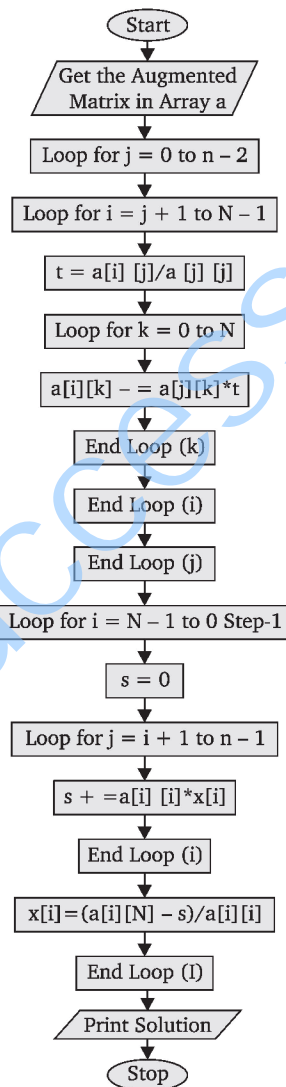 Start
Get the Augmented
Matrix in Array a
Loop for j = 0 to n – 2
Loop for i = j + 1 to N – 1
t = a[i] [j]/a [j] [j]
Loop for k = 0 to N
a[i][k] – = a[j][k]*t
End Loop (k)
End Loop (i)
End Loop (j)
Loop for i = N – 1 to 0 Step-1
s = 0
Loop for j = i + 1 to n – 1
s + =a[i] [i]*x[i]
End Loop (i)
x[i]=(a[i][N] – s)/a[i][i]
End Loop (I)
Print Solution
Stop